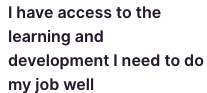 I have access to the
learning and
development I need to do
my job well